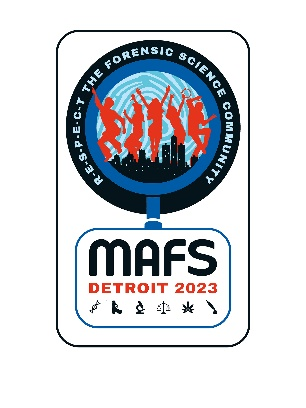 R-E-S-P-E-C-T THE FORENSIC SCIENCE COMMUNITY
MAFS
DETROIT 2023